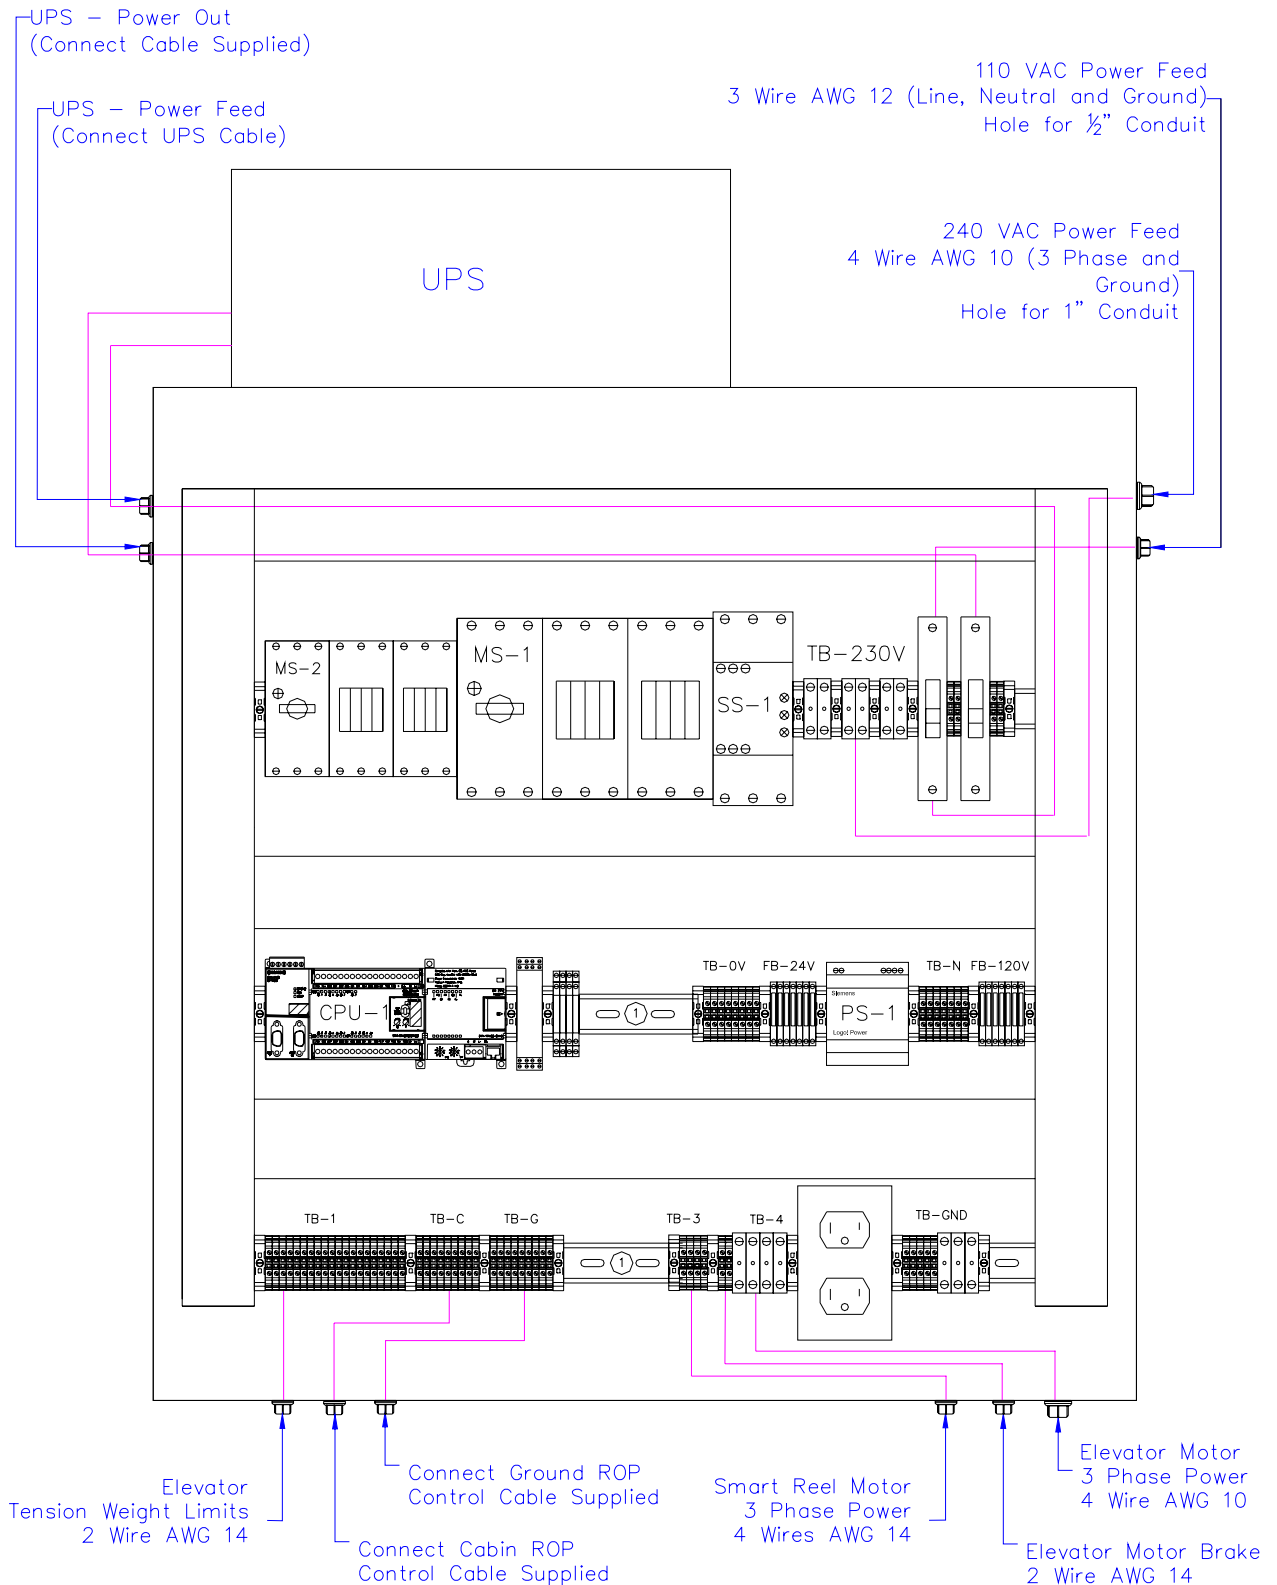 UPS – Power Out
(Connect Cable Supplied)
UPS – Power Feed
(Connect UPS Cable)
110 VAC Power Feed
3 Wire AWG 12 (Line, Neutral and Ground)
Hole for ½” Conduit
240 VAC Power Feed
4 Wire AWG 10 (3 Phase and
Ground)
Hole for 1” Conduit
UPS
MS-2
MS-1
SS-1
TB-230V
CPU-1
1
TB-0V
FB-24V
Siemens
PS-1
Logo! Power
TB-N
FB-120V
TB-1
TB-C
TB-G
1
TB-3
TB-4
TB-GND
Elevator
Tension Weight Limits
2 Wire AWG 14
Connect Ground ROP
Control Cable Supplied
Connect Cabin ROP
Control Cable Supplied
Smart Reel Motor
3 Phase Power
4 Wires AWG 14
Elevator Motor
3 Phase Power
4 Wire AWG 10
Elevator Motor Brake
2 Wire AWG 14